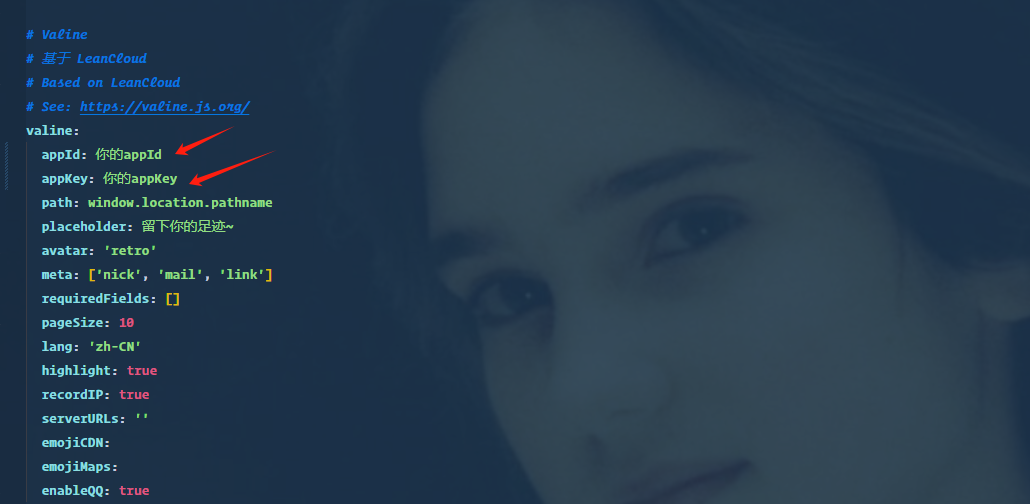 # Valine
# 基于 LeanCloud
# Based on LeanCloud
# See: https://valine.js.org/
valine:
appId: 你的appId
appKey: 你的appKey
path: window.location.pathname
placeholder: 留下你的足迹~
avatar: 'retro'
meta: ['nick', 'mail', 'link']
requiredFields: []
pageSize: 10
lang: 'zh-CN'
highlight: true
recordIP: true
serverURLs: ''
emojiCDN:
emojiMaps:
enableQQ: true